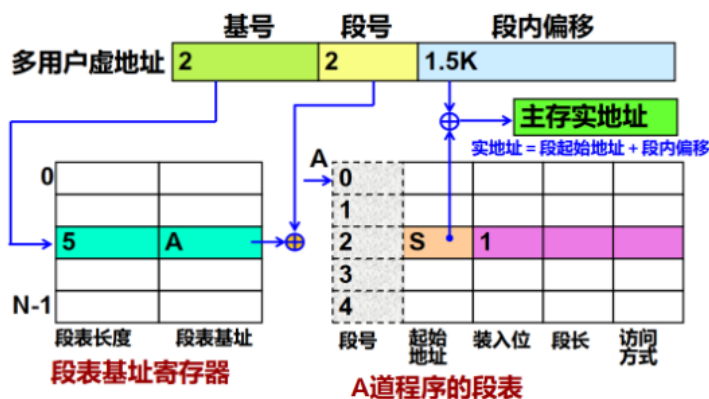 基号 段号 段内偏移
多用户虚地址 2 2 1.5K
主存实地址
实地址 = 段起始地址 + 段内偏移
A
0 0
1
5 A 2 S 1
3
N-1 4
段表长度 段表基址 段号 起始地址 装入位 段长 访问方式
段表基址寄存器
A道程序的段表